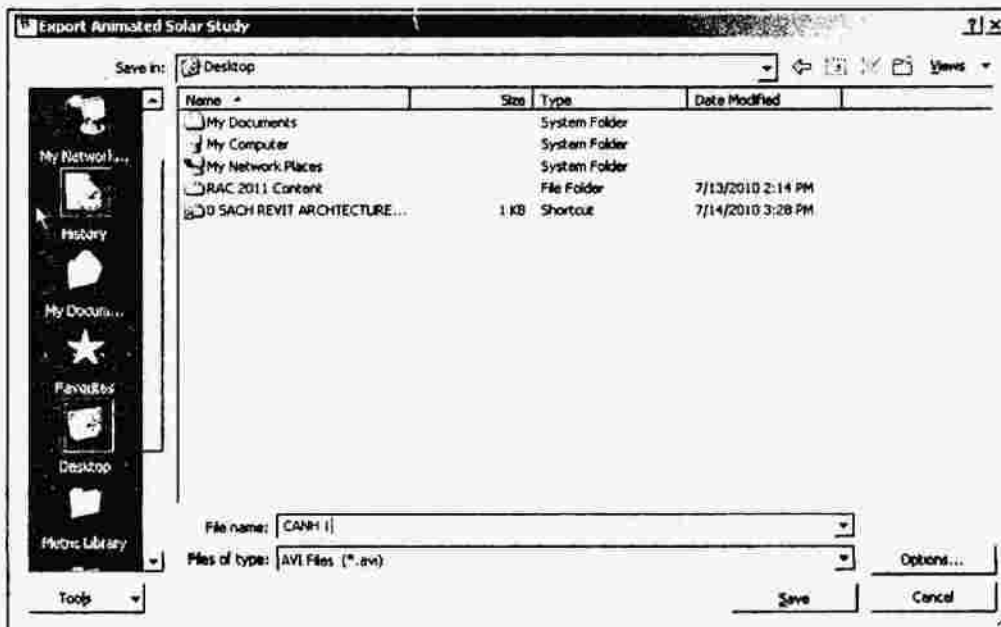 Export Animated Solar Study
Save in: Desktop Views
Name Size Type Date Modified
My Documents System Folder
My Computer System Folder
My Network Places System Folder
RAC 2011 Content File Folder 7/13/2010 2:14 PM
0 SACH REVIT ARCHTECTURE... 1 KB Shortcut 7/14/2010 3:28 PM
My Network...
History
My Docum...
Favorites
Desktop
Metric Library
File name: CANH 1
Files of type: AVI Files (*.avi)
Options...
Tools
Save
Cancel